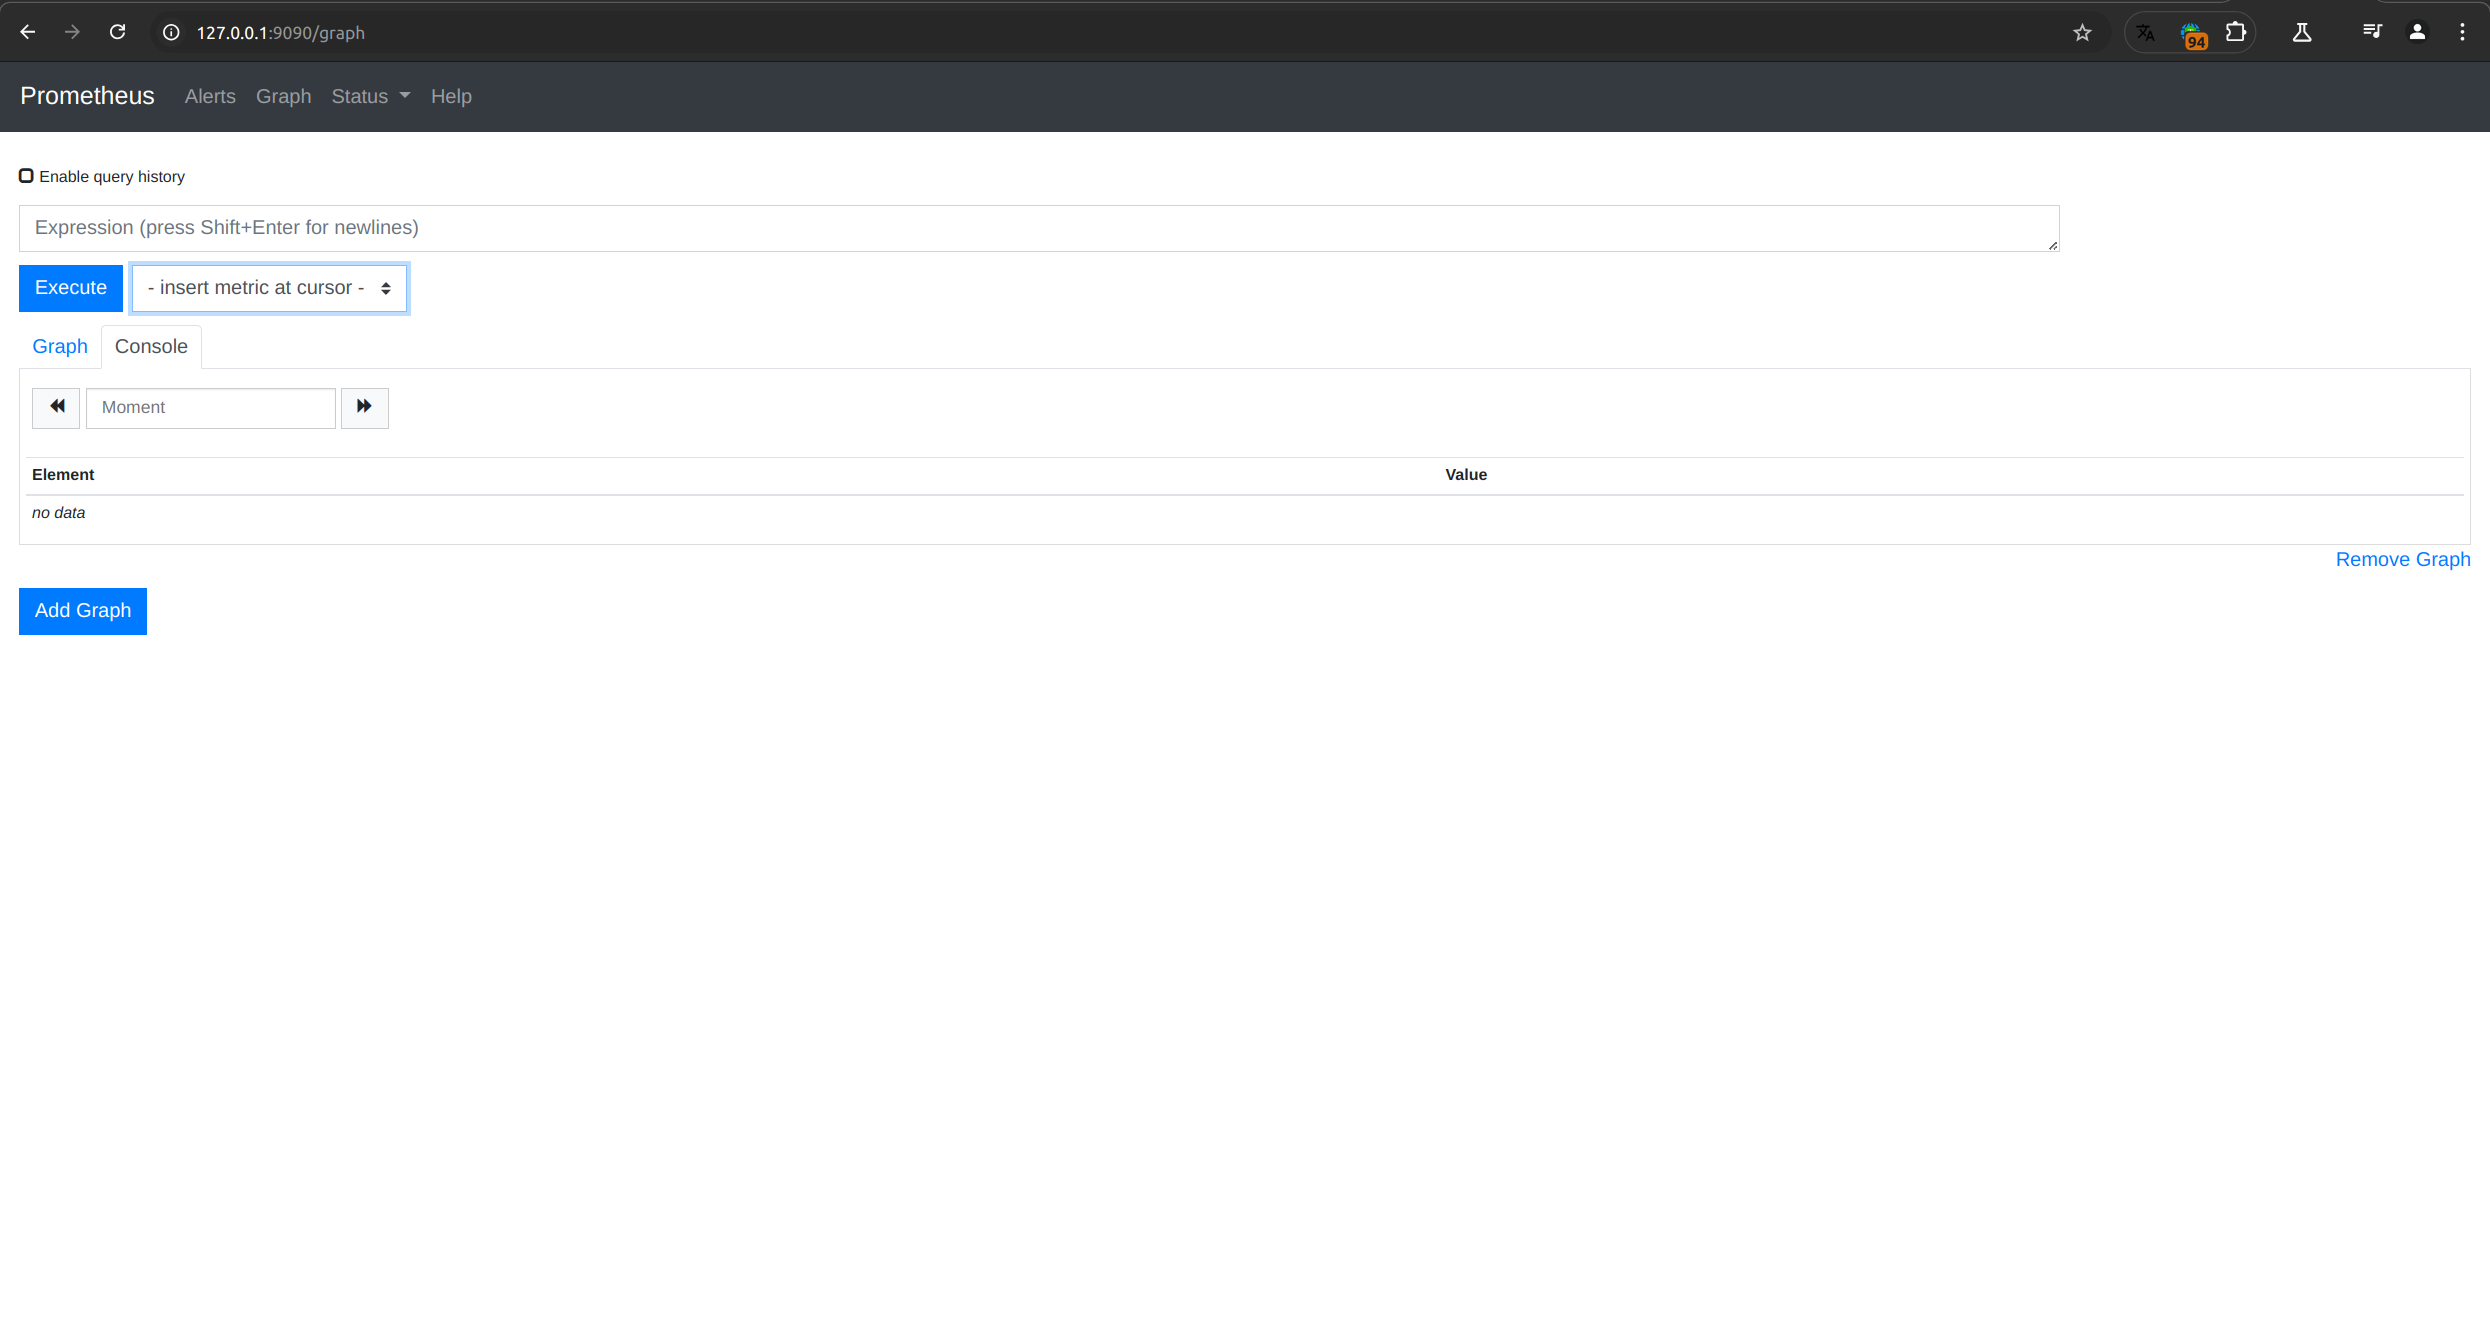 127.0.0.1:9090/graph
94
Prometheus Alerts Graph Status Help
Enable query history
Expression (press Shift+Enter for newlines)
Execute - insert metric at cursor -
Graph Console
Moment
Element Value
no data
Remove Graph
Add Graph